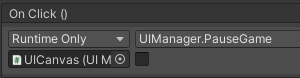 On Click ()
Runtime Only
UIManager.PauseGame
UICanvas (UI M